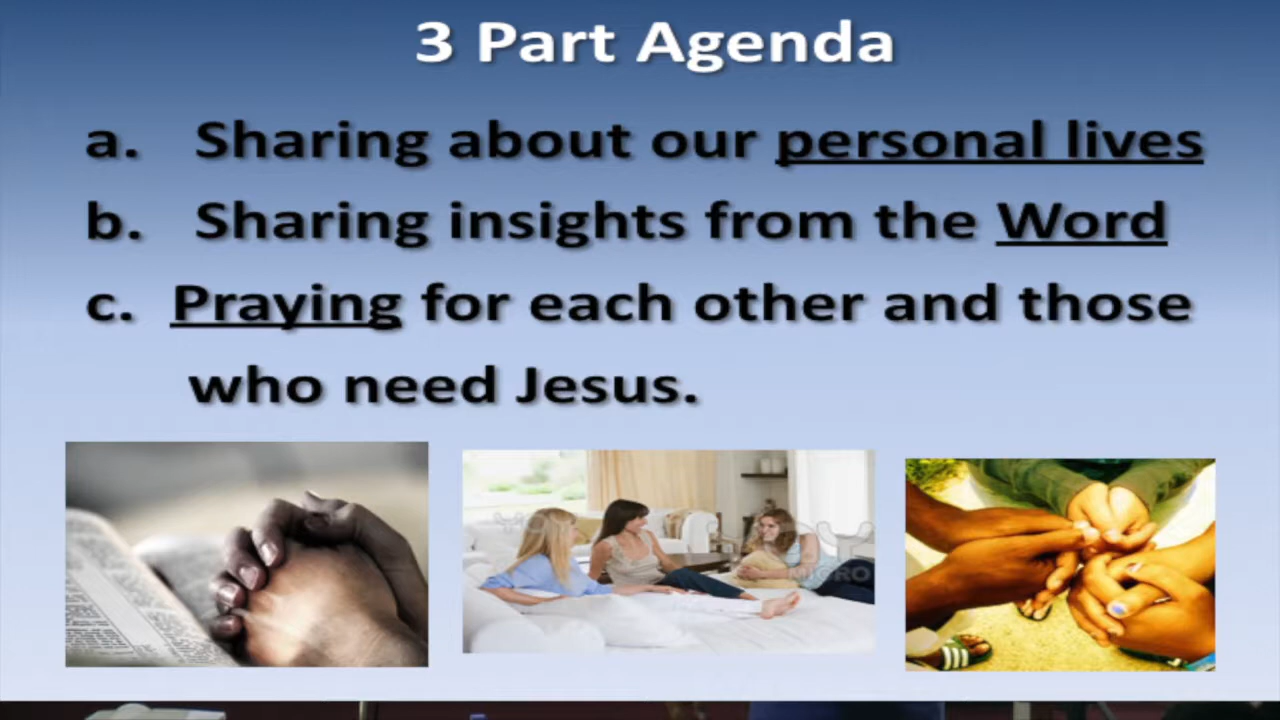 3 Part Agenda
a. Sharing about our personal lives
b. Sharing insights from the Word
c. Praying for each other and those
who need Jesus.